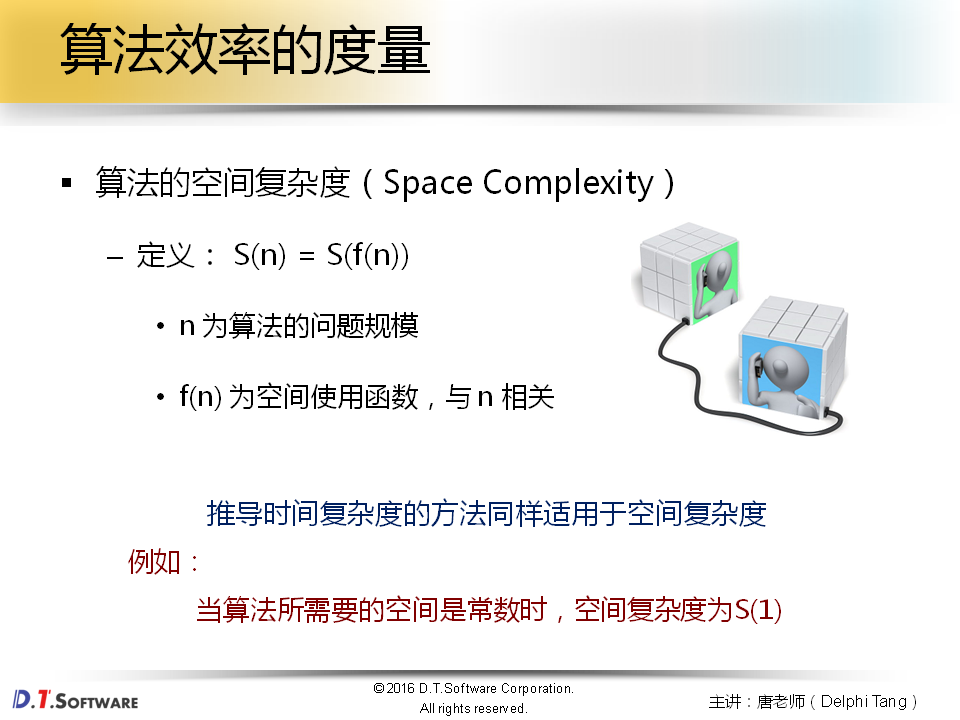 算法效率的度量
▪ 算法的空间复杂度（Space Complexity）
– 定义： S(n) = S(f(n))
• n 为算法的问题规模
• f(n) 为空间使用函数，与 n 相关
推导时间复杂度的方法同样适用于空间复杂度
例如：
当算法所需要的空间是常数时，空间复杂度为S(1)
D.T.SOFTWARE
©2016 D.T.Software Corporation.
All rights reserved.
主讲：唐老师（Delphi Tang）